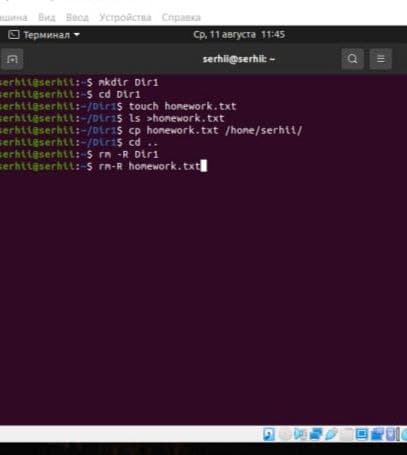 ашина Вид Ввод Устройства Справка
Терминал Ср, 11 августа 11:45
serhii@serhii: ~
serhii@serhii:~$ mkdir Dir1
serhii@serhii:~$ cd Dir1
serhii@serhii:~/Dir1$ touch homework.txt
serhii@serhii:~/Dir1$ ls >homework.txt
serhii@serhii:~/Dir1$ cp homework.txt /home/serhii/
serhii@serhii:~/Dir1$ cd ..
serhii@serhii:~$ rm -R Dir1
serhii@serhii:~$ rm-R homework.txt